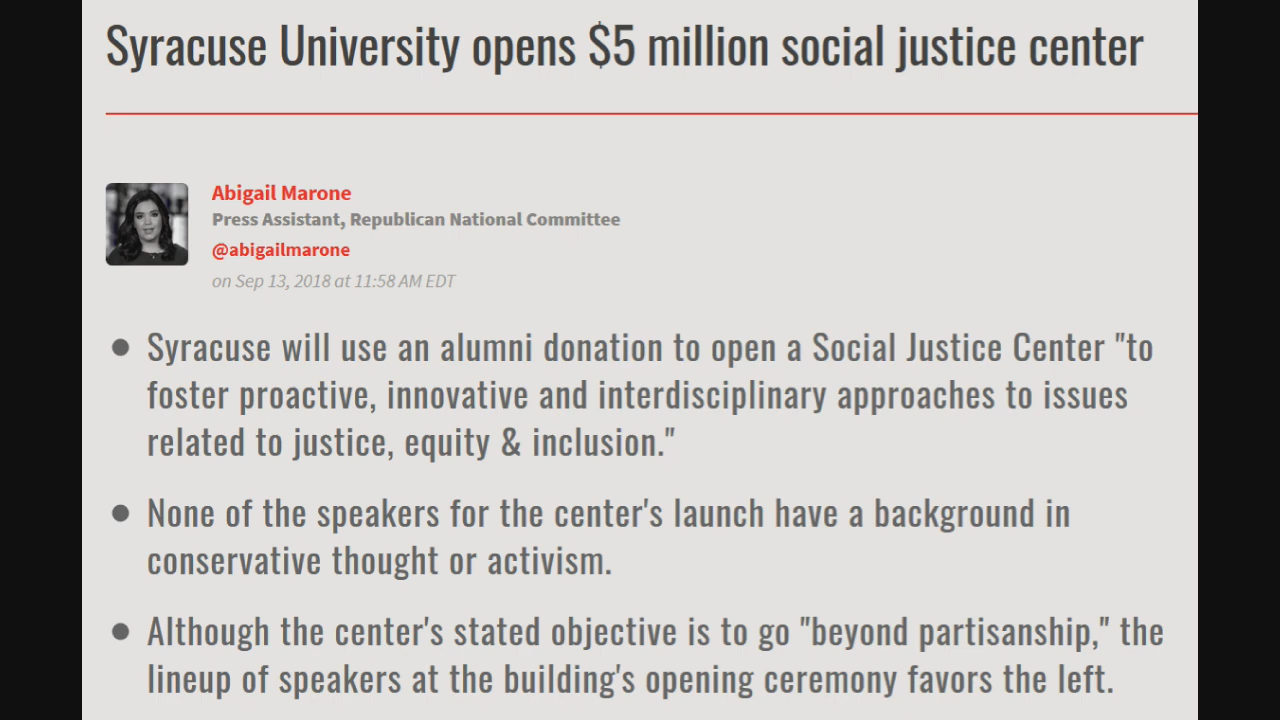 Syracuse University opens $5 million social justice center
Abigail Marone
Press Assistant, Republican National Committee
@abigailmarone
on Sep 13, 2018 at 11:58 AM EDT
● Syracuse will use an alumni donation to open a Social Justice Center "to
foster proactive, innovative and interdisciplinary approaches to issues
related to justice, equity & inclusion."
● None of the speakers for the center's launch have a background in
conservative thought or activism.
● Although the center's stated objective is to go "beyond partisanship," the
lineup of speakers at the building's opening ceremony favors the left.